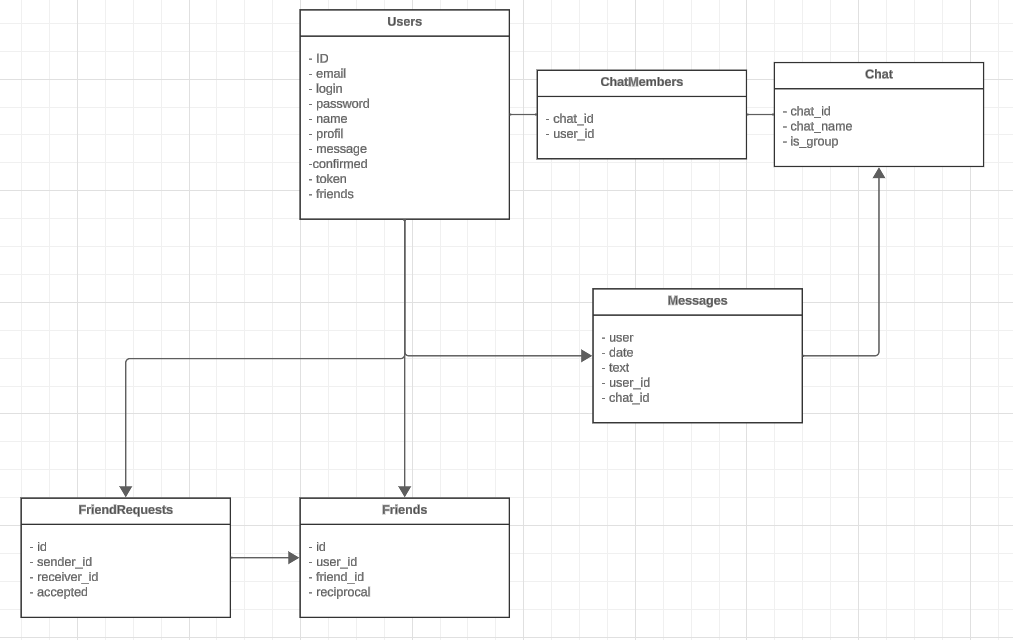 Users
- ID
- email
- login
- password
- name
- profil
- message
-confirmed
- token
- friends
ChatMembers
- chat_id
- user_id
Chat
- chat_id
- chat_name
- is_group
Messages
- user
- date
- text
- user_id
- chat_id
FriendRequests
- id
- sender_id
- receiver_id
- accepted
Friends
- id
- user_id
- friend_id
- reciprocal